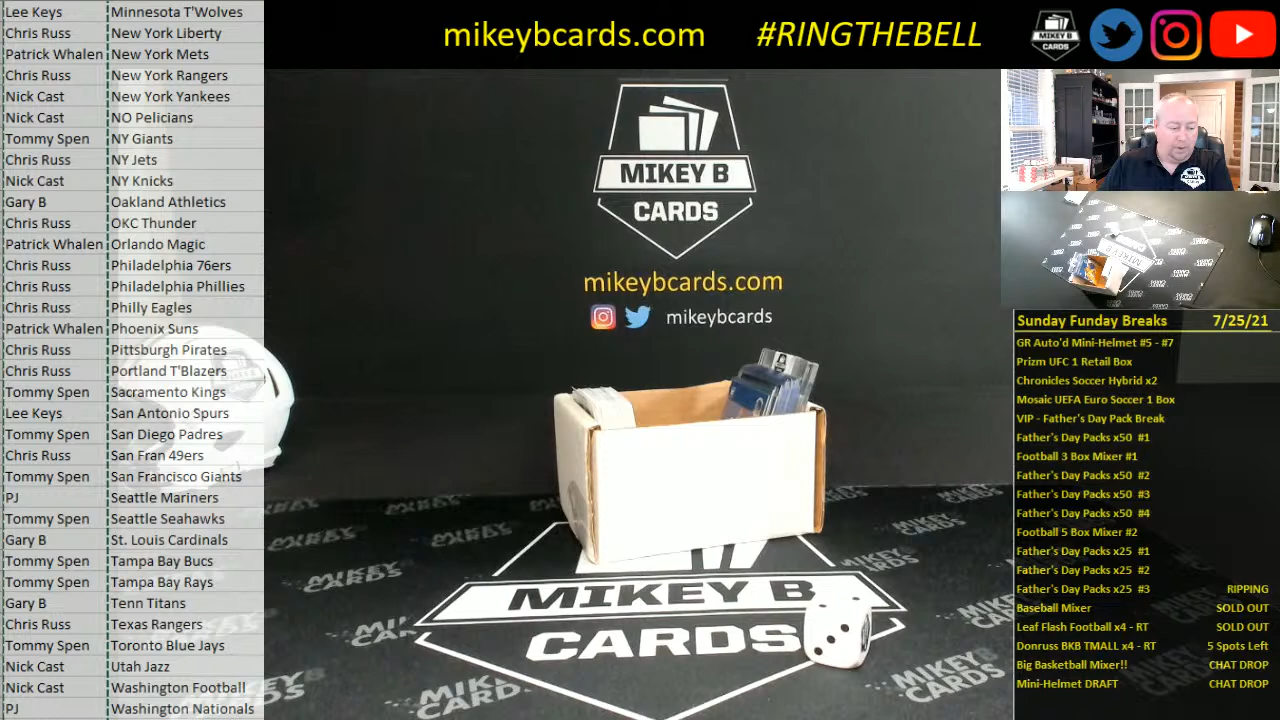 Lee Keys Minnesota T'Wolves
Chris Russ New York Liberty
Patrick Whalen New York Mets
Chris Russ New York Rangers
Nick Cast New York Yankees
Nick Cast NO Pelicians
Tommy Spen NY Giants
Chris Russ NY Jets
Nick Cast NY Knicks
Gary B Oakland Athletics
Chris Russ OKC Thunder
Patrick Whalen Orlando Magic
Chris Russ Philadelphia 76ers
Chris Russ Philadelphia Phillies
Chris Russ Philly Eagles
Patrick Whalen Phoenix Suns
Chris Russ Pittsburgh Pirates
Chris Russ Portland T'Blazers
Tommy Spen Sacramento Kings
Lee Keys San Antonio Spurs
Tommy Spen San Diego Padres
Chris Russ San Fran 49ers
Tommy Spen San Francisco Giants
PJ Seattle Mariners
Tommy Spen Seattle Seahawks
Gary B St. Louis Cardinals
Tommy Spen Tampa Bay Bucs
Tommy Spen Tampa Bay Rays
Gary B Tenn Titans
Chris Russ Texas Rangers
Tommy Spen Toronto Blue Jays
Nick Cast Utah Jazz
Nick Cast Washington Football
PJ Washington Nationals
mikeybcards.com #RINGTHEBELL
MIKEY B
CARDS
MIKEY B
CARDS
mikeybcards.com
mikeybcards
MIKEY B
CARDS
Sunday Funday Breaks 7/25/21
GR Auto'd Mini-Helmet #5 - #7
Prizm UFC 1 Retail Box
Chronicles Soccer Hybrid x2
Mosaic UEFA Euro Soccer 1 Box
VIP - Father's Day Pack Break
Father's Day Packs x50 #1
Football 3 Box Mixer #1
Father's Day Packs x50 #2
Father's Day Packs x50 #3
Father's Day Packs x50 #4
Football 5 Box Mixer #2
Father's Day Packs x25 #1
Father's Day Packs x25 #2
Father's Day Packs x25 #3 RIPPING
Baseball Mixer SOLD OUT
Leaf Flash Football x4 - RT SOLD OUT
Donruss BKB TMALL x4 - RT 5 Spots Left
Big Basketball Mixer!! CHAT DROP
Mini-Helmet DRAFT CHAT DROP